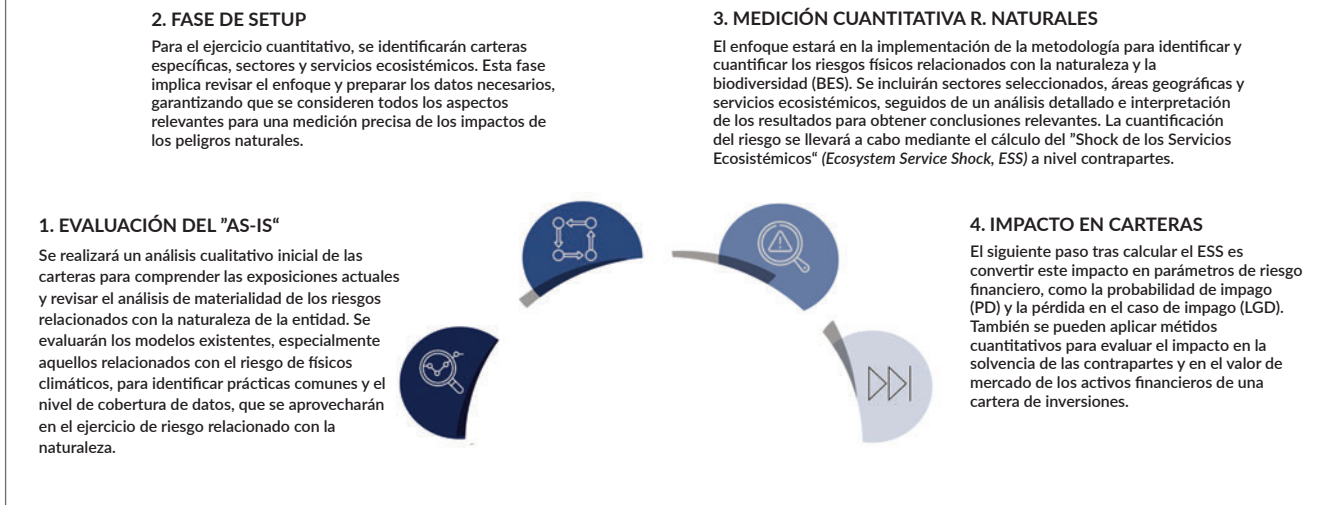 1. EVALUACIÓN DEL "AS-IS“
Se realizará un análisis cualitativo inicial de las
carteras para comprender las exposiciones actuales
y revisar el análisis de materialidad de los riesgos
relacionados con la naturaleza de la entidad. Se
evaluarán los modelos existentes, especialmente
aquellos relacionados con el riesgo de físicos
climáticos, para identificar prácticas comunes y el
nivel de cobertura de datos, que se aprovecharán
en el ejercicio de riesgo relacionado con la
naturaleza.
2. FASE DE SETUP
Para el ejercicio cuantitativo, se identificarán carteras
específicas, sectores y servicios ecosistémicos. Esta fase
implica revisar el enfoque y preparar los datos necesarios,
garantizando que se consideren todos los aspectos
relevantes para una medición precisa de los impactos de
los peligros naturales.
3. MEDICIÓN CUANTITATIVA R. NATURALES
El enfoque estará en la implementación de la metodología para identificar y
cuantificar los riesgos físicos relacionados con la naturaleza y la
biodiversidad (BES). Se incluirán sectores seleccionados, áreas geográficas y
servicios ecosistémicos, seguidos de un análisis detallado e interpretación
de los resultados para obtener conclusiones relevantes. La cuantificación
del riesgo se llevará a cabo mediante el cálculo del "Shock de los Servicios
Ecosistémicos“ (Ecosystem Service Shock, ESS) a nivel contrapartes.
4. IMPACTO EN CARTERAS
El siguiente paso tras calcular el ESS es
convertir este impacto en parámetros de riesgo
financiero, como la probabilidad de impago
(PD) y la pérdida en el caso de impago (LGD).
También se pueden aplicar métidos
cuantitativos para evaluar el impacto en la
solvencia de las contrapartes y en el valor de
mercado de los activos financieros de una
cartera de inversiones.